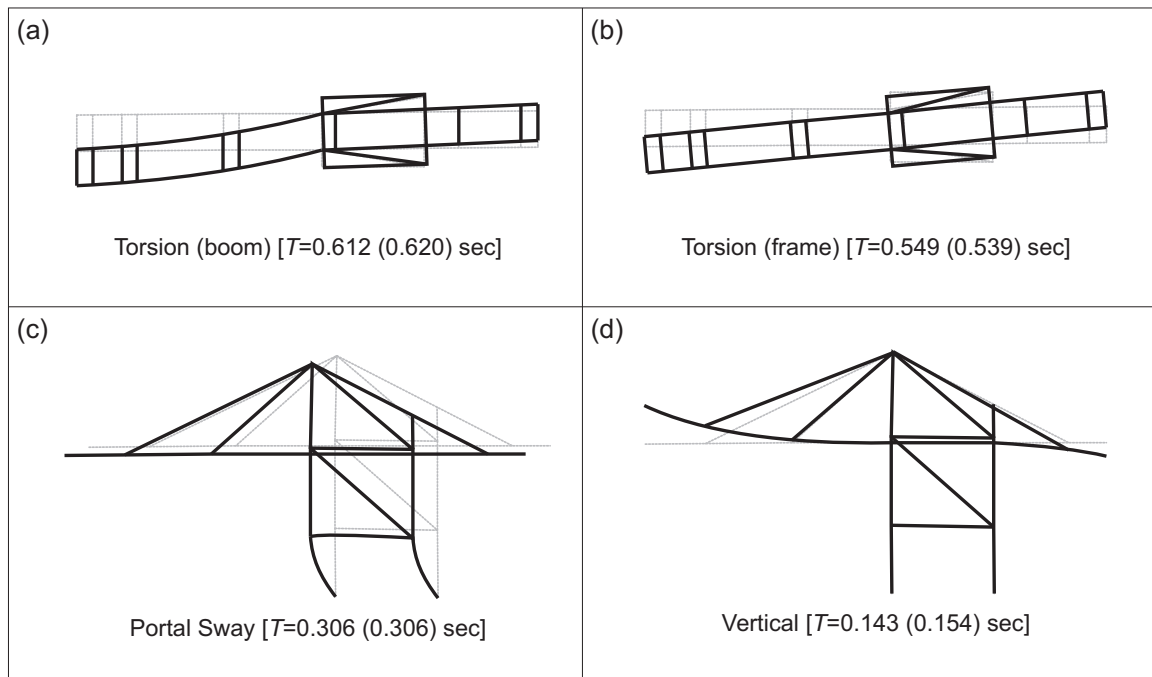 (a)
Torsion (boom) [T=0.612 (0.620) sec]
(b)
Torsion (frame) [T=0.549 (0.539) sec]
(c)
Portal Sway [T=0.306 (0.306) sec]
(d)
Vertical [T=0.143 (0.154) sec]